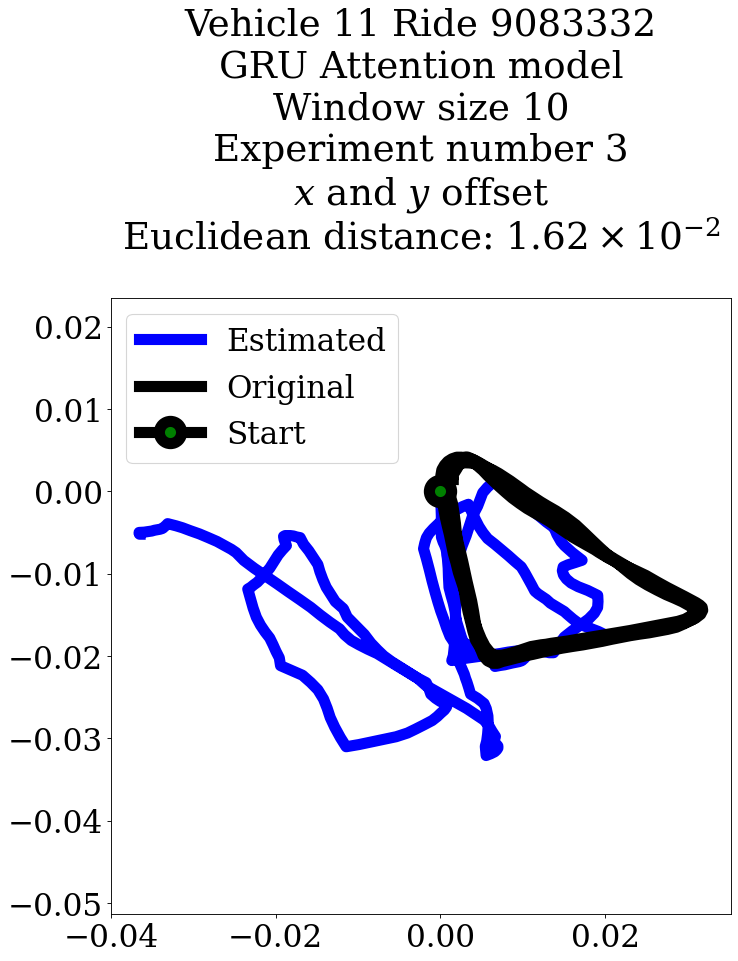 Vehicle 11 Ride 9083332
GRU Attention model
Window size 10
Experiment number 3
x and y offset
Euclidean distance: 1.62 × 10⁻²
Estimated
Original
Start
0.02
0.01
0.00
−0.01
−0.02
−0.03
−0.04
−0.05
−0.04
−0.02
0.00
0.02